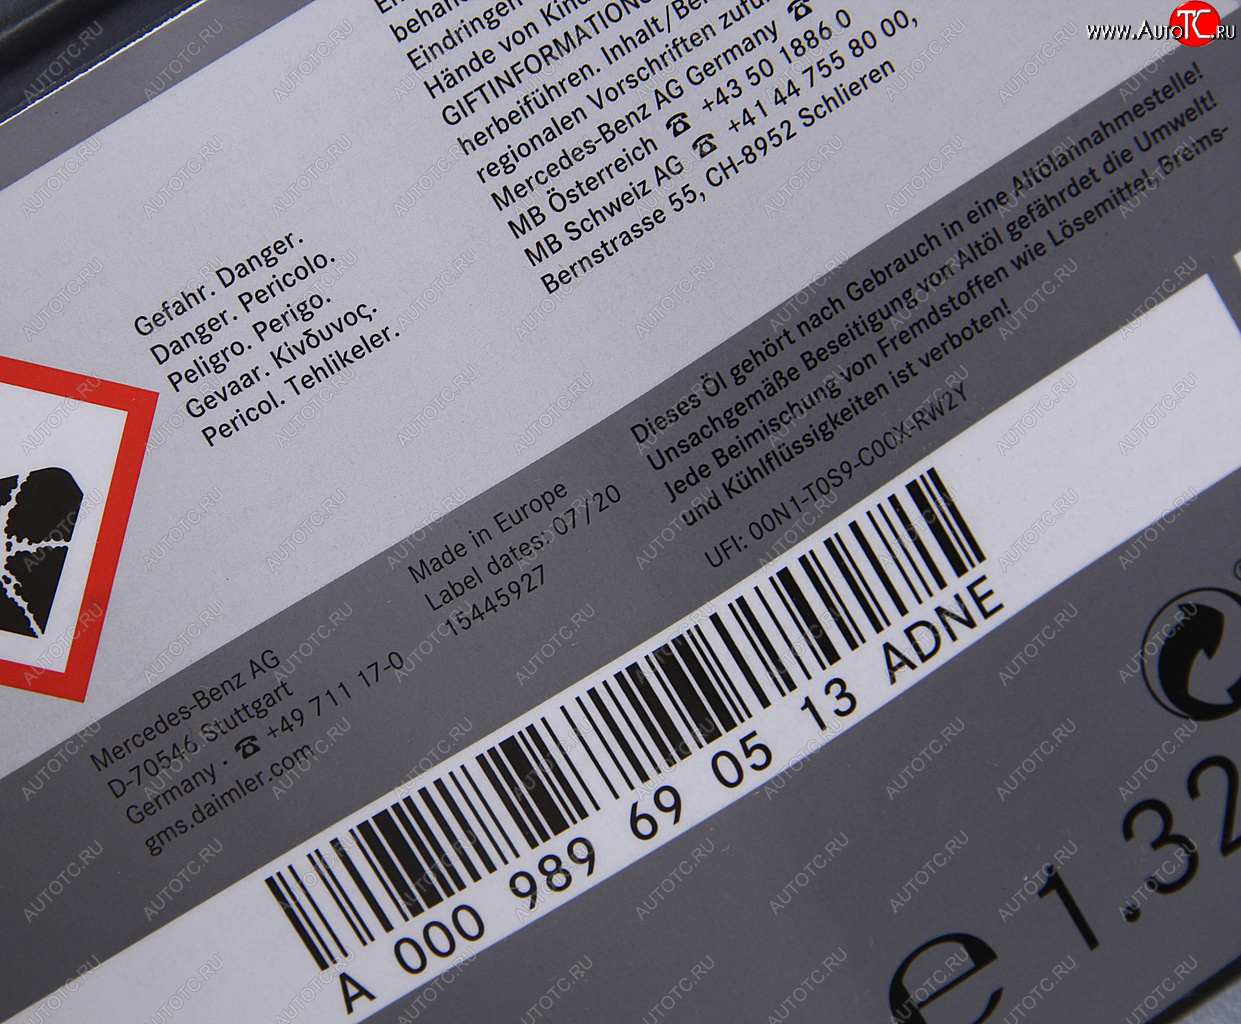 www.AutoTC.RU
behan
Eindringen
Hände von Kind
GIFTINFORMATION
herbeiführen. Inhalt/Be
regionalen Vorschriften zufü
Mercedes-Benz AG Germany ☎
MB Österreich ☎ +43 50 1886 0
MB Schweiz AG ☎ +41 44 755 80 00,
Bernstrasse 55, CH-8952 Schlieren
Gefahr. Danger.
Danger. Pericolo.
Peligro. Perigo.
Gevaar. Κίνδυνος.
Pericol. Tehlikeler.
Dieses Öl gehört nach Gebrauch in eine Altölannahmestelle!
Unsachgemäße Beseitigung von Altöl gefährdet die Umwelt!
Jede Beimischung von Fremdstoffen wie Lösemittel, Brems-
und Kühlflüssigkeiten ist verboten!
UFI: 00N1-T0S9-C00X-RW2Y
Made in Europe
Label dates: 07/20
15445927
Mercedes-Benz AG
D-70546 Stuttgart
Germany · ☎ +49 711 17-0
gms.daimler.com
A 000 989 69 05 13 ADNE
e 1.32